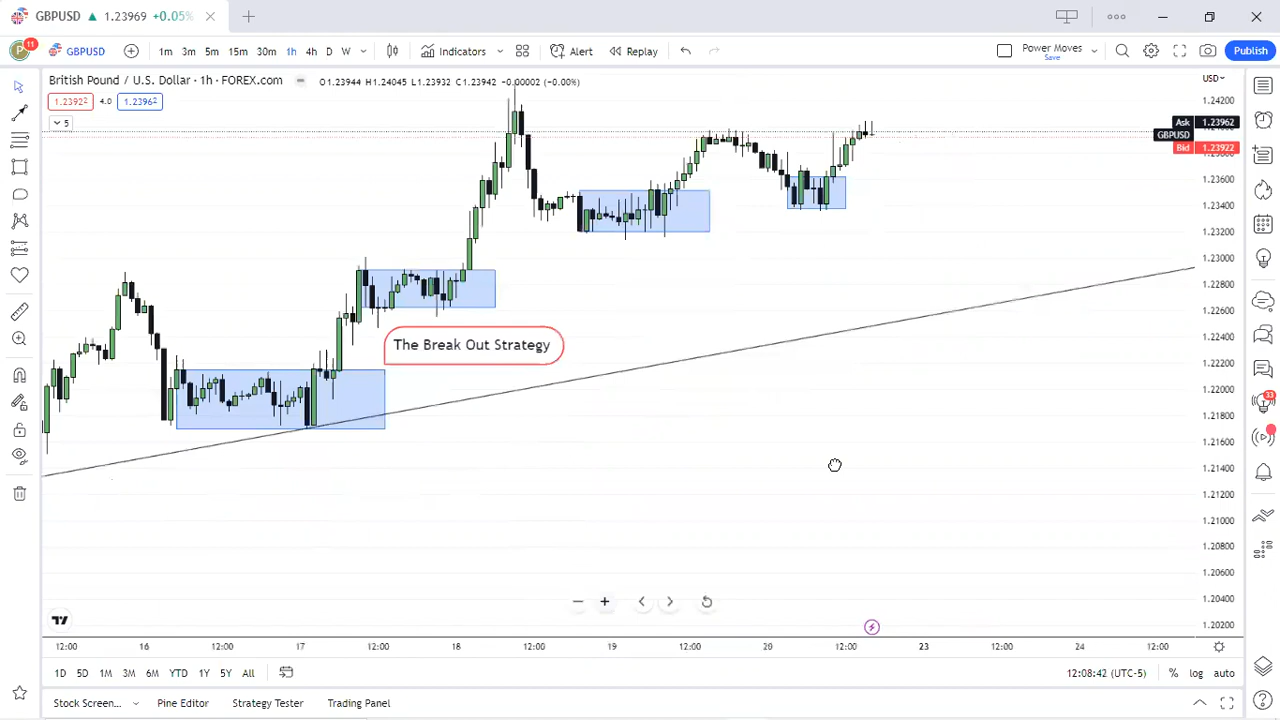 GBPUSD ▲ 1.23969 +0.05%
P 11 GBPUSD 1m 3m 5m 15m 30m 1h 4h D W Indicators Alert Replay Power Moves Save Publish
British Pound / U.S. Dollar · 1h · FOREX.com O1.23944 H1.24045 L1.23932 C1.23942 -0.00002 (-0.00%) USD
1.23922 4.0 1.23962
5
1.24200
Ask 1.23962
GBPUSD
Bid 1.23922
1.23600
1.23400
1.23200
1.23000
1.22800
1.22600
1.22400
The Break Out Strategy
1.22200
1.22000
1.21800
1.21600
1.21400
1.21200
1.21000
1.20800
1.20600
1.20400
1.20200
33
12:00 16 12:00 17 12:00 18 12:00 19 12:00 20 12:00 23 12:00 24 12:00
1D 5D 1M 3M 6M YTD 1Y 5Y All 12:08:42 (UTC-5) % log auto
Stock Screen... Pine Editor Strategy Tester Trading Panel